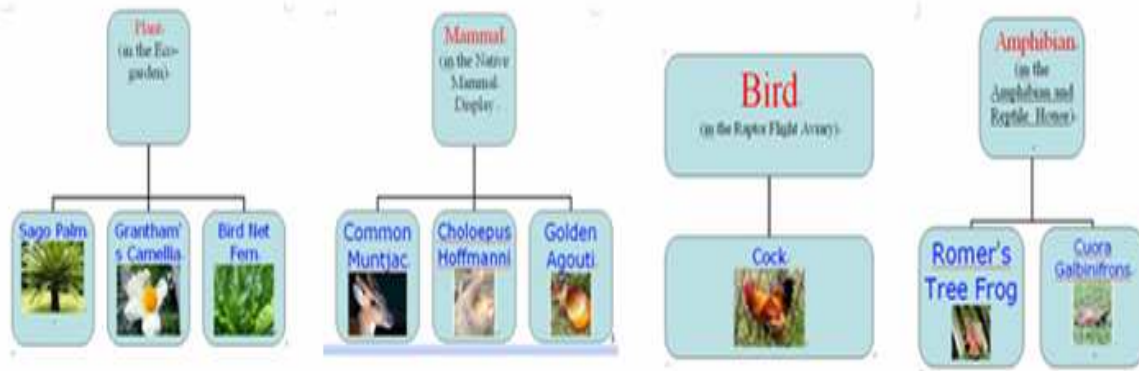 Plant
(in the Eco-
garden)
Sago Palm
Grantham'
s Camellia
Bird Net
Fern
Mammal
(in the Native
Mammal
Display
Common
Muntjac
Choloepus
Hoffmanni
Golden
Agouti
Bird
(in the Raptor Flight Aviary)
Cock
Amphibian
(in the
Amphibian and
Reptile Honor)
Romer's
Tree Frog
Cuora
Galbinifrons